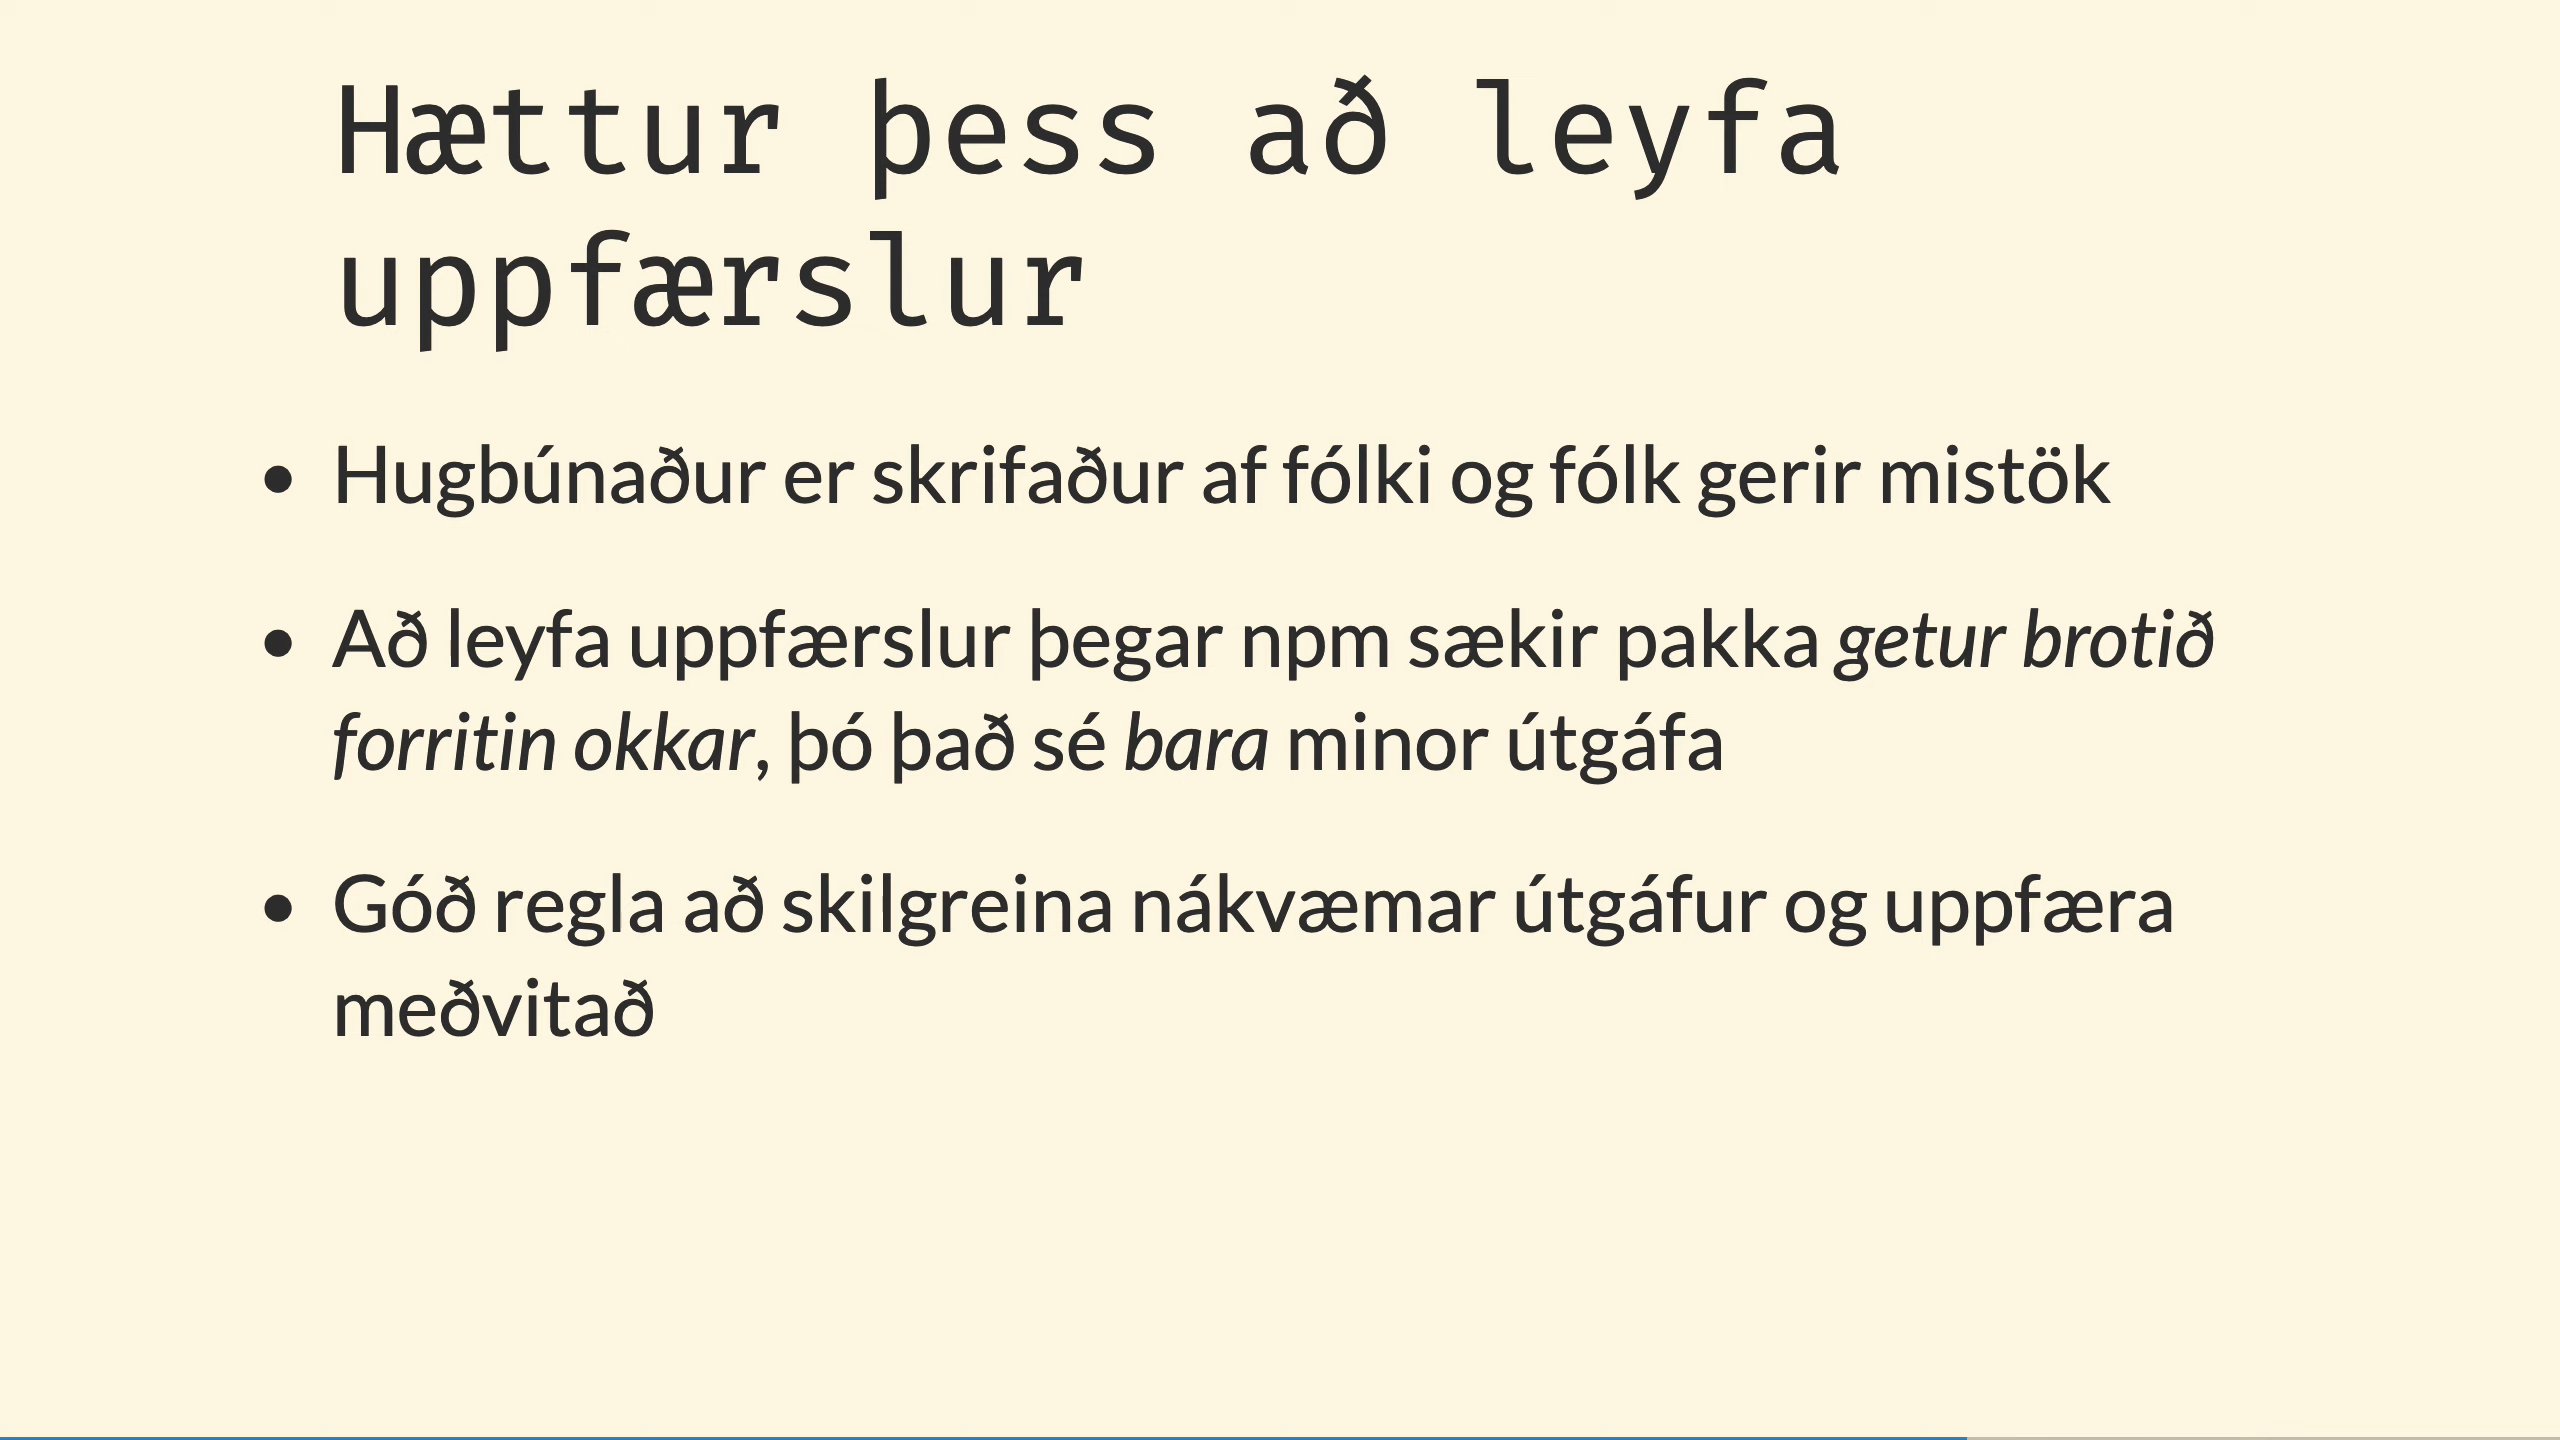 Hættur þess að leyfa
uppfærslur
• Hugbúnaður er skrifaður af fólki og fólk gerir mistök
• Að leyfa uppfærslur þegar npm sækir pakka getur brotið
forritin okkar, þó það sé bara minor útgáfa
• Góð regla að skilgreina nákvæmar útgáfur og uppfæra
meðvitað